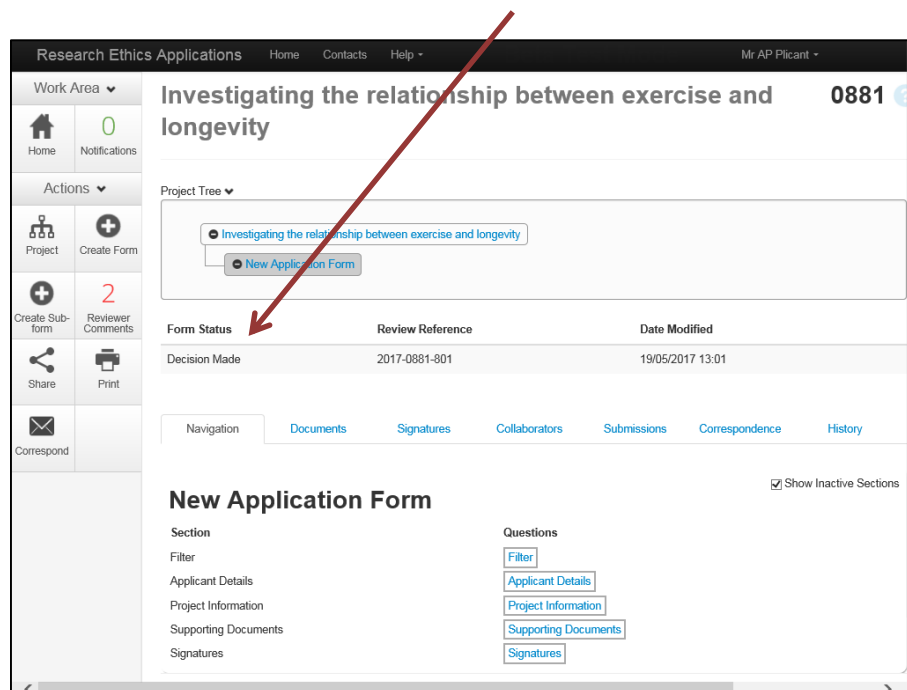 Research Ethics Applications Home Contacts Help Mr AP Plicant
Work Area
Investigating the relationship between exercise and 0881 ?
longevity
0
Home Notifications
Actions
Project Tree
Project Create Form
Investigating the relationship between exercise and longevity
New Application Form
2
Create Sub-form Reviewer Comments
Form Status Review Reference Date Modified
Decision Made 2017-0881-801 19/05/2017 13:01
Share Print
Navigation Documents Signatures Collaborators Submissions Correspondence History
Correspond
Show Inactive Sections
New Application Form
Section Questions
Filter Filter
Applicant Details Applicant Details
Project Information Project Information
Supporting Documents Supporting Documents
Signatures Signatures